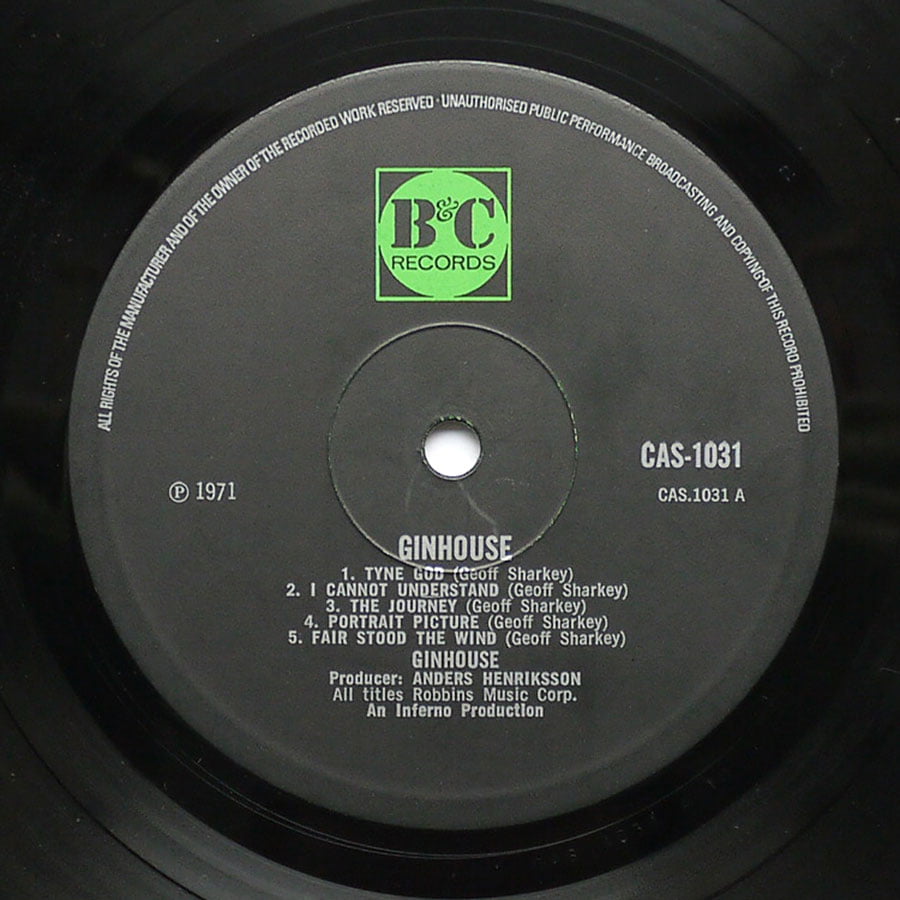 ALL RIGHTS OF THE MANUFACTURER AND OF THE OWNER OF THE RECORDED WORK RESERVED · UNAUTHORISED PUBLIC PERFORMANCE BROADCASTING AND COPYING OF THIS RECORD PROHIBITED
B&C
RECORDS
CAS-1031
℗ 1971
CAS.1031 A
GINHOUSE
1. TYNE GOD (Geoff Sharkey)
2. I CANNOT UNDERSTAND (Geoff Sharkey)
3. THE JOURNEY (Geoff Sharkey)
4. PORTRAIT PICTURE (Geoff Sharkey)
5. FAIR STOOD THE WIND (Geoff Sharkey)
GINHOUSE
Producer: ANDERS HENRIKSSON
All titles Robbins Music Corp.
An Inferno Production